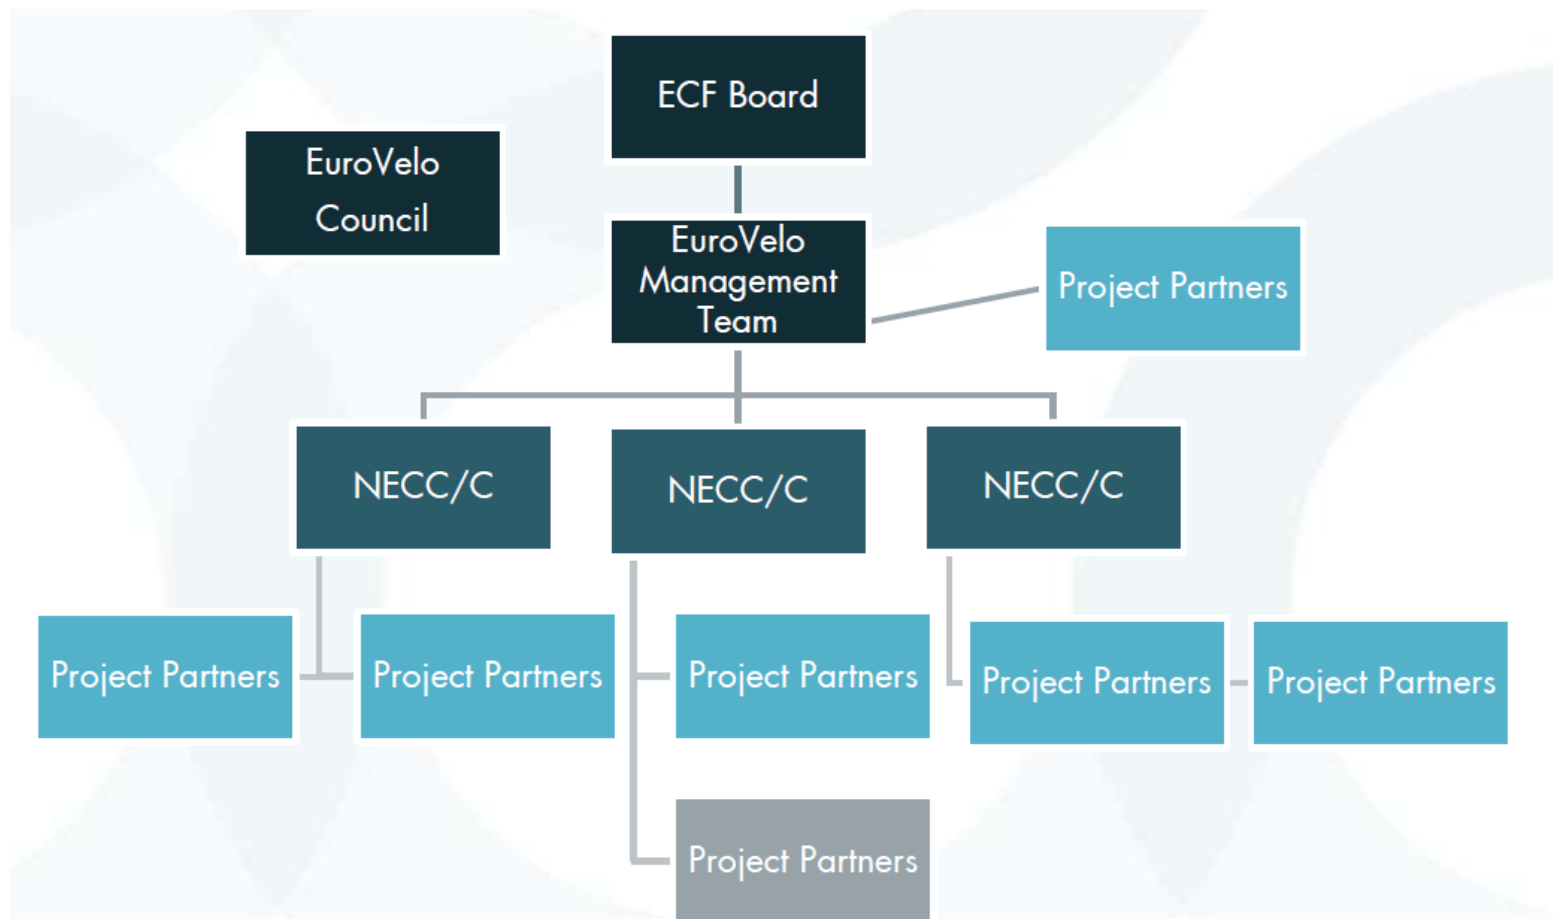 ECF Board
EuroVelo
Council
EuroVelo
Management
Team
Project Partners
NECC/C
NECC/C
NECC/C
Project Partners
Project Partners
Project Partners
Project Partners
Project Partners
Project Partners